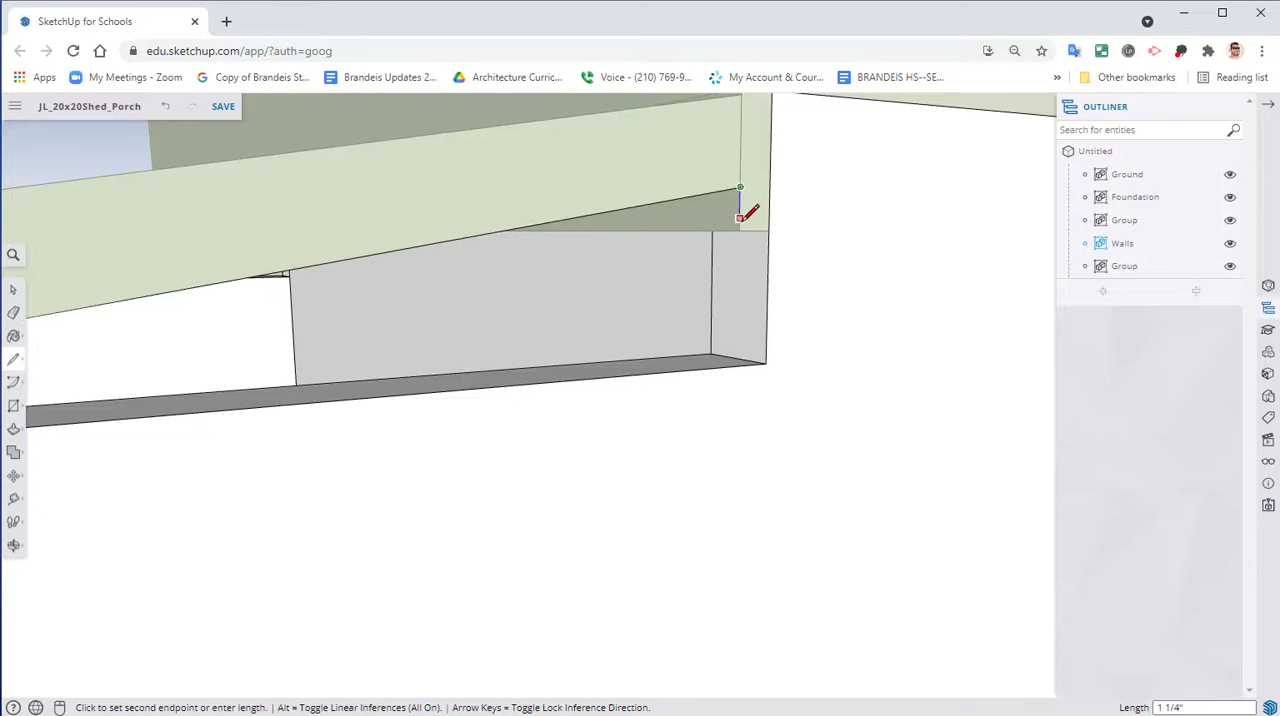 SketchUp for Schools
edu.sketchup.com/app/?auth=goog
Apps
My Meetings - Zoom
Copy of Brandeis St...
Brandeis Updates 2...
Architecture Curric...
Voice - (210) 769-9...
My Account & Cour...
BRANDEIS HS--SE...
»
Other bookmarks
Reading list
JL_20x20Shed_Porch
SAVE
OUTLINER
Search for entities
Untitled
Ground
Foundation
Group
Walls
Group
Click to set second endpoint or enter length. | Alt = Toggle Linear Inferences (All On). | Arrow Keys = Toggle Lock Inference Direction.
Length
1 1/4"